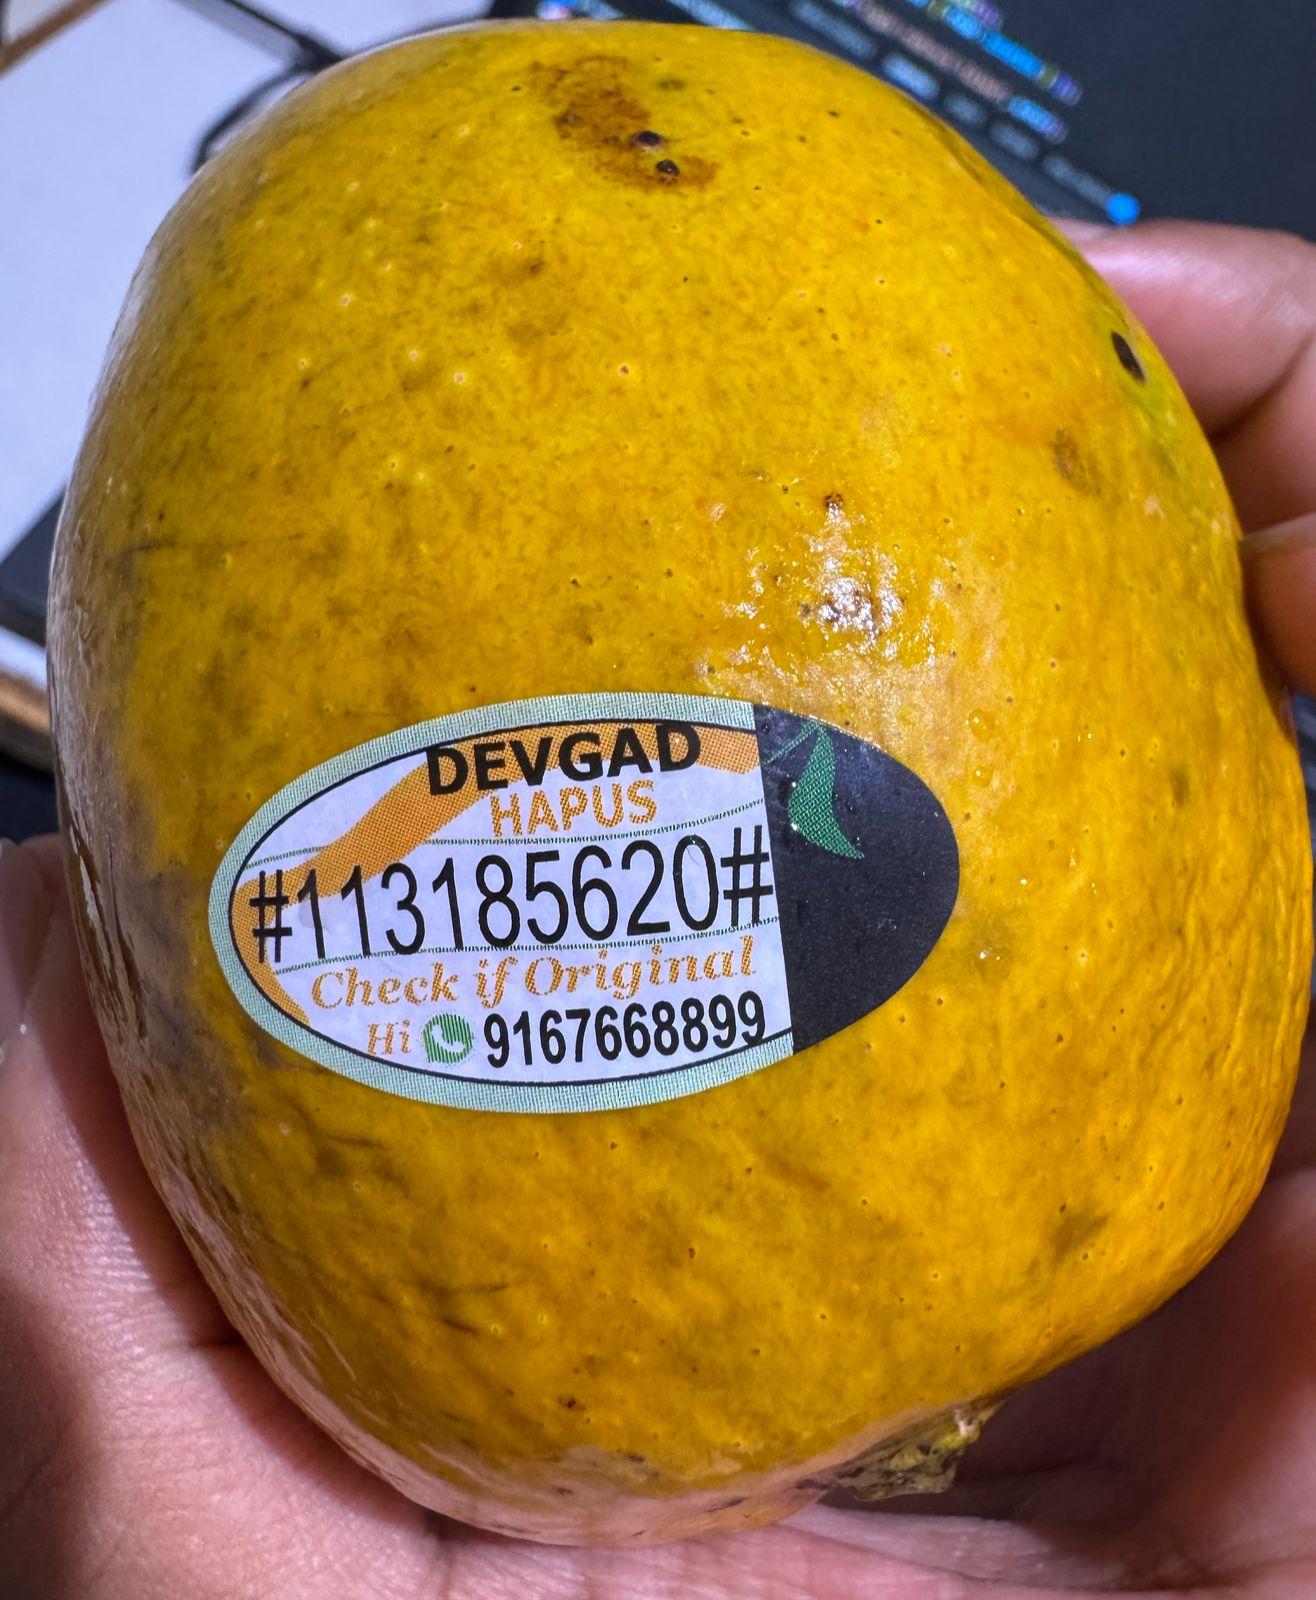 DEVGAD
HAPUS
#113185620#
Check if Original
Hi 9167668899